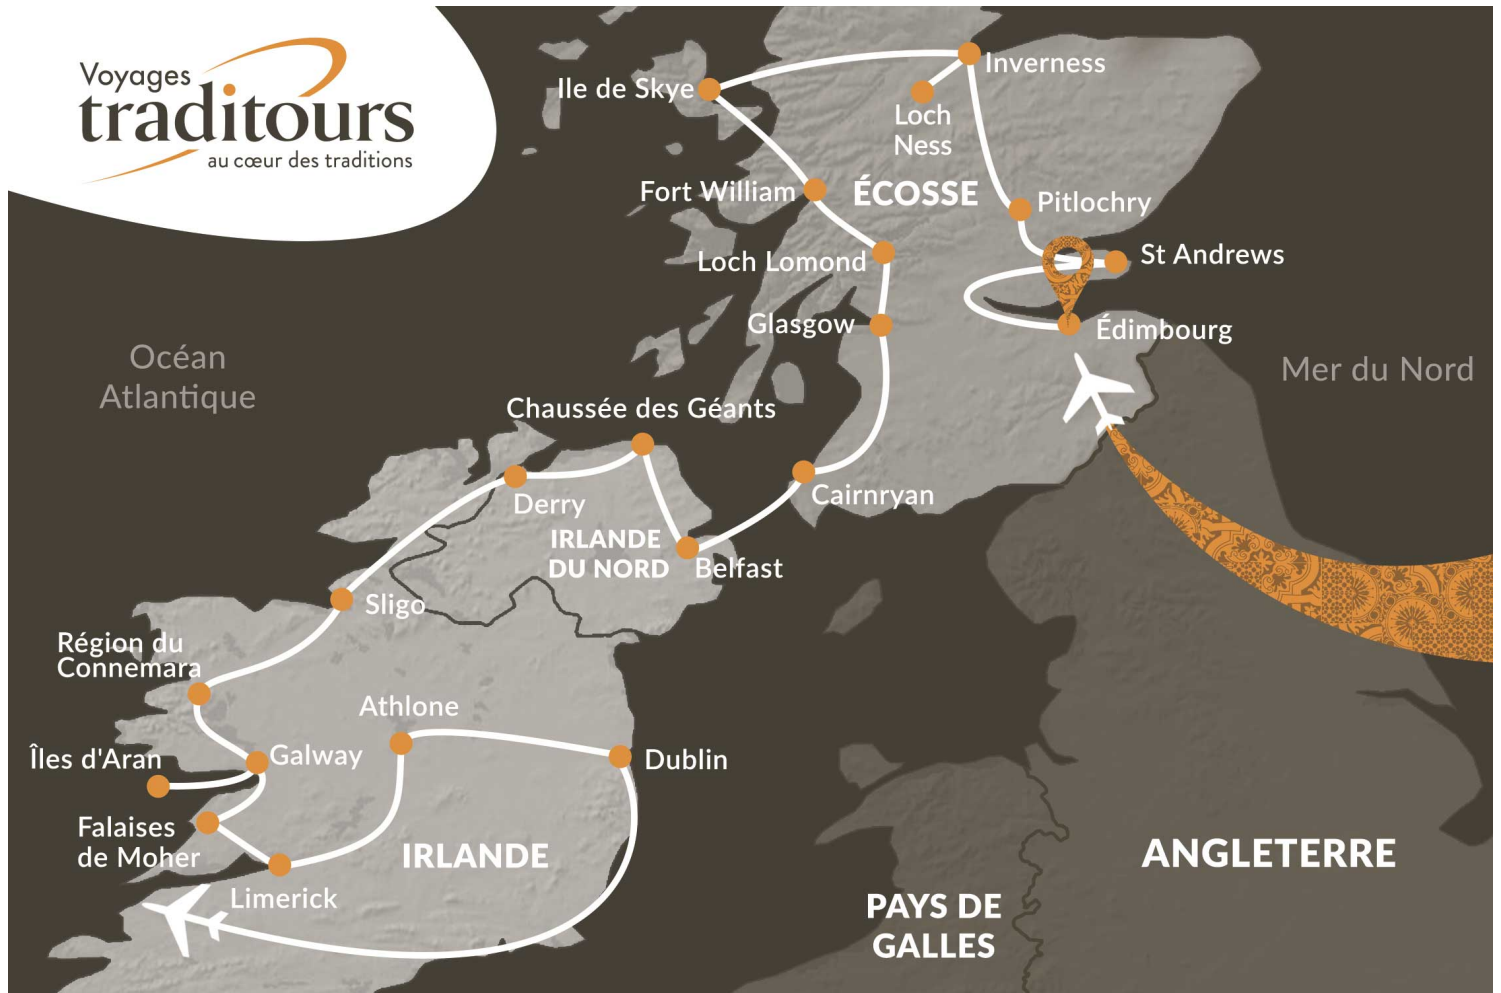 Voyages
traditours
au cœur des traditions
Inverness
Ile de Skye
Loch
Ness
Fort William
ÉCOSSE
Pitlochry
St Andrews
Loch Lomond
Glasgow
Édimbourg
Océan
Atlantique
Mer du Nord
Chaussée des Géants
Derry
Cairnryan
IRLANDE
DU NORD
Belfast
Sligo
Région du
Connemara
Athlone
Îles d'Aran
Galway
Dublin
Falaises
de Moher
IRLANDE
ANGLETERRE
Limerick
PAYS DE
GALLES